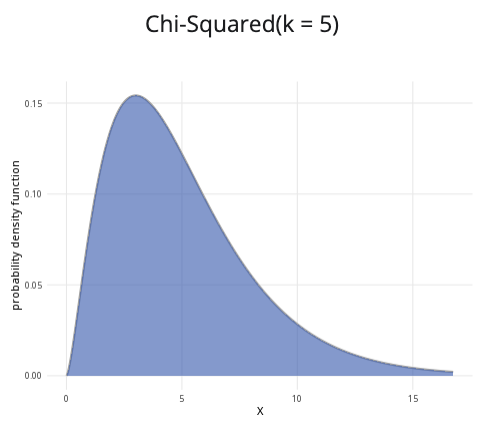 Chi-Squared(k = 5)
probability density function
0.15
0.10
0.05
0.00
0 5 10 15
X